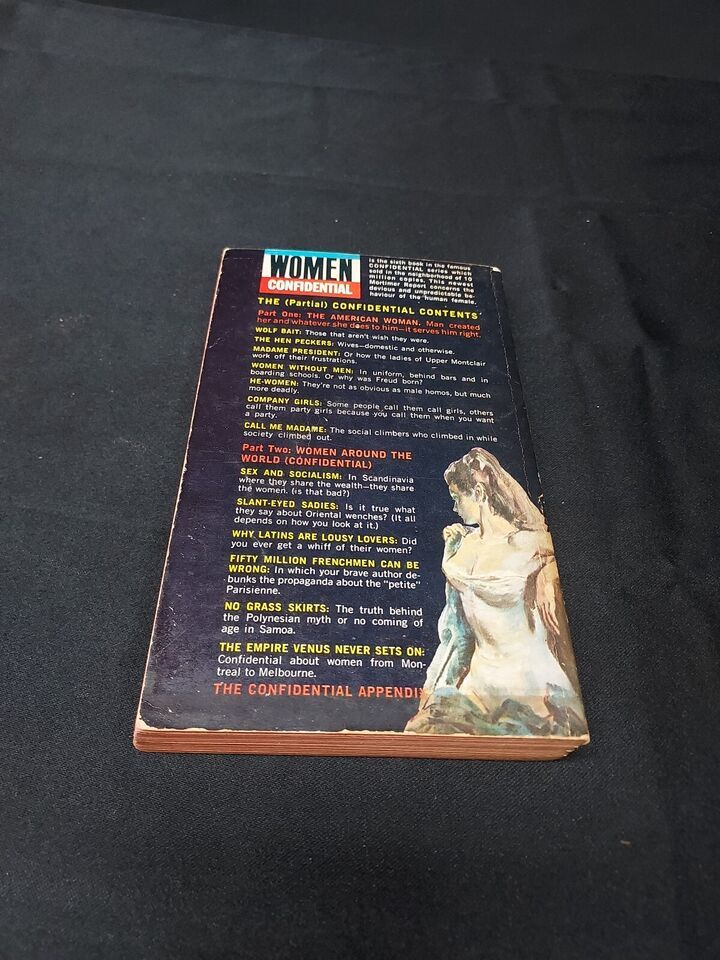 WOMEN
CONFIDENTIAL
is the sixth book in the famous
CONFIDENTIAL series which
sold in the neighborhood of 10
million copies. This newest
Mortimer Report concerns the
devious and unpredictable be-
haviour of the human female.
THE (Partial) CONFIDENTIAL CONTENTS
Part One: THE AMERICAN WOMAN. Man created
her and whatever she does to him—it serves him right.
WOLF BAIT: Those that aren't wish they were.
THE HEN PECKERS: Wives—domestic and otherwise.
MADAME PRESIDENT: Or how the ladies of Upper Montclair
work off their frustrations.
WOMEN WITHOUT MEN: In uniform, behind bars and in
boarding schools. Or why was Freud born?
HE-WOMEN: They're not as obvious as male homos, but much
more deadly.
COMPANY GIRLS: Some people call them call girls, others
call them party girls because you call them when you want
a party.
CALL ME MADAME: The social climbers who climbed in while
society climbed out.
Part Two: WOMEN AROUND THE
WORLD (CONFIDENTIAL)
SEX AND SOCIALISM: In Scandinavia
where they share the wealth—they share
the women. (is that bad?)
SLANT-EYED SADIES: Is it true what
they say about Oriental wenches? (It all
depends on how you look at it.)
WHY LATINS ARE LOUSY LOVERS: Did
you ever get a whiff of their women?
FIFTY MILLION FRENCHMEN CAN BE
WRONG: In which your brave author de-
bunks the propaganda about the "petite"
Parisienne.
NO GRASS SKIRTS: The truth behind
the Polynesian myth or no coming of
age in Samoa.
THE EMPIRE VENUS NEVER SETS ON:
Confidential about women from Mon-
treal to Melbourne.
THE CONFIDENTIAL APPENDIX